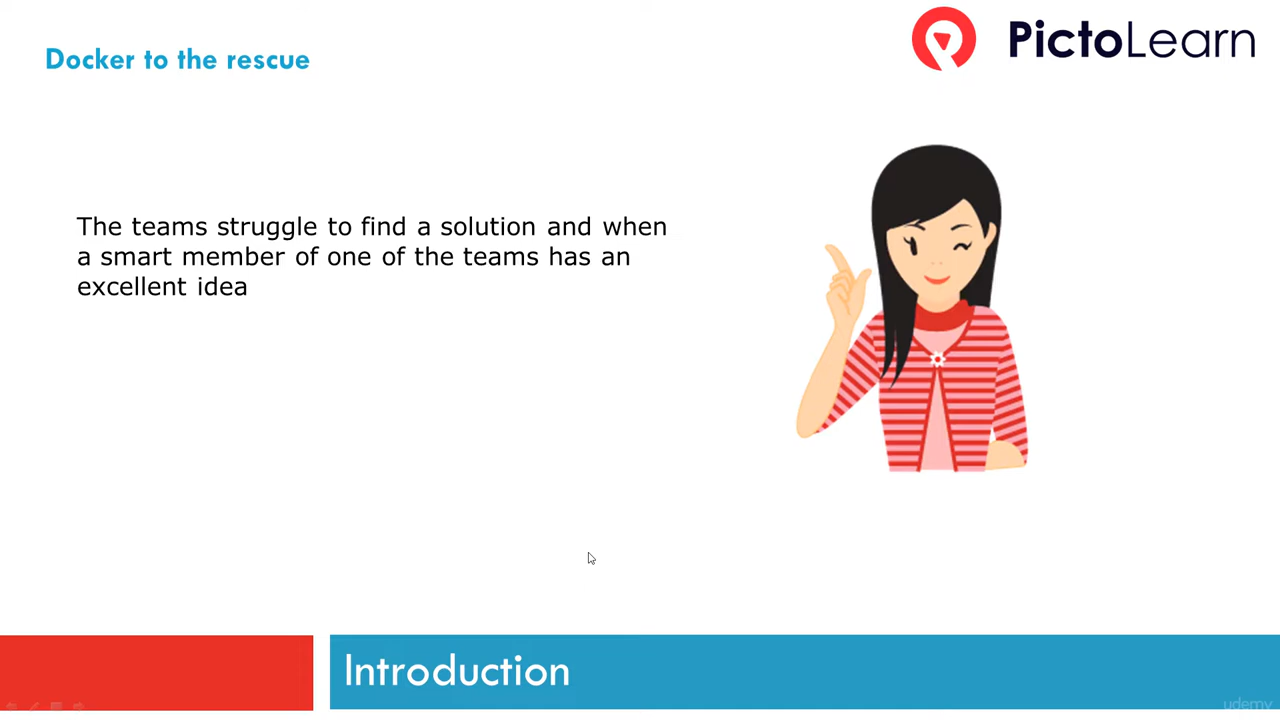 Docker to the rescue
PictoLearn
The teams struggle to find a solution and when
a smart member of one of the teams has an
excellent idea
Introduction
udemy